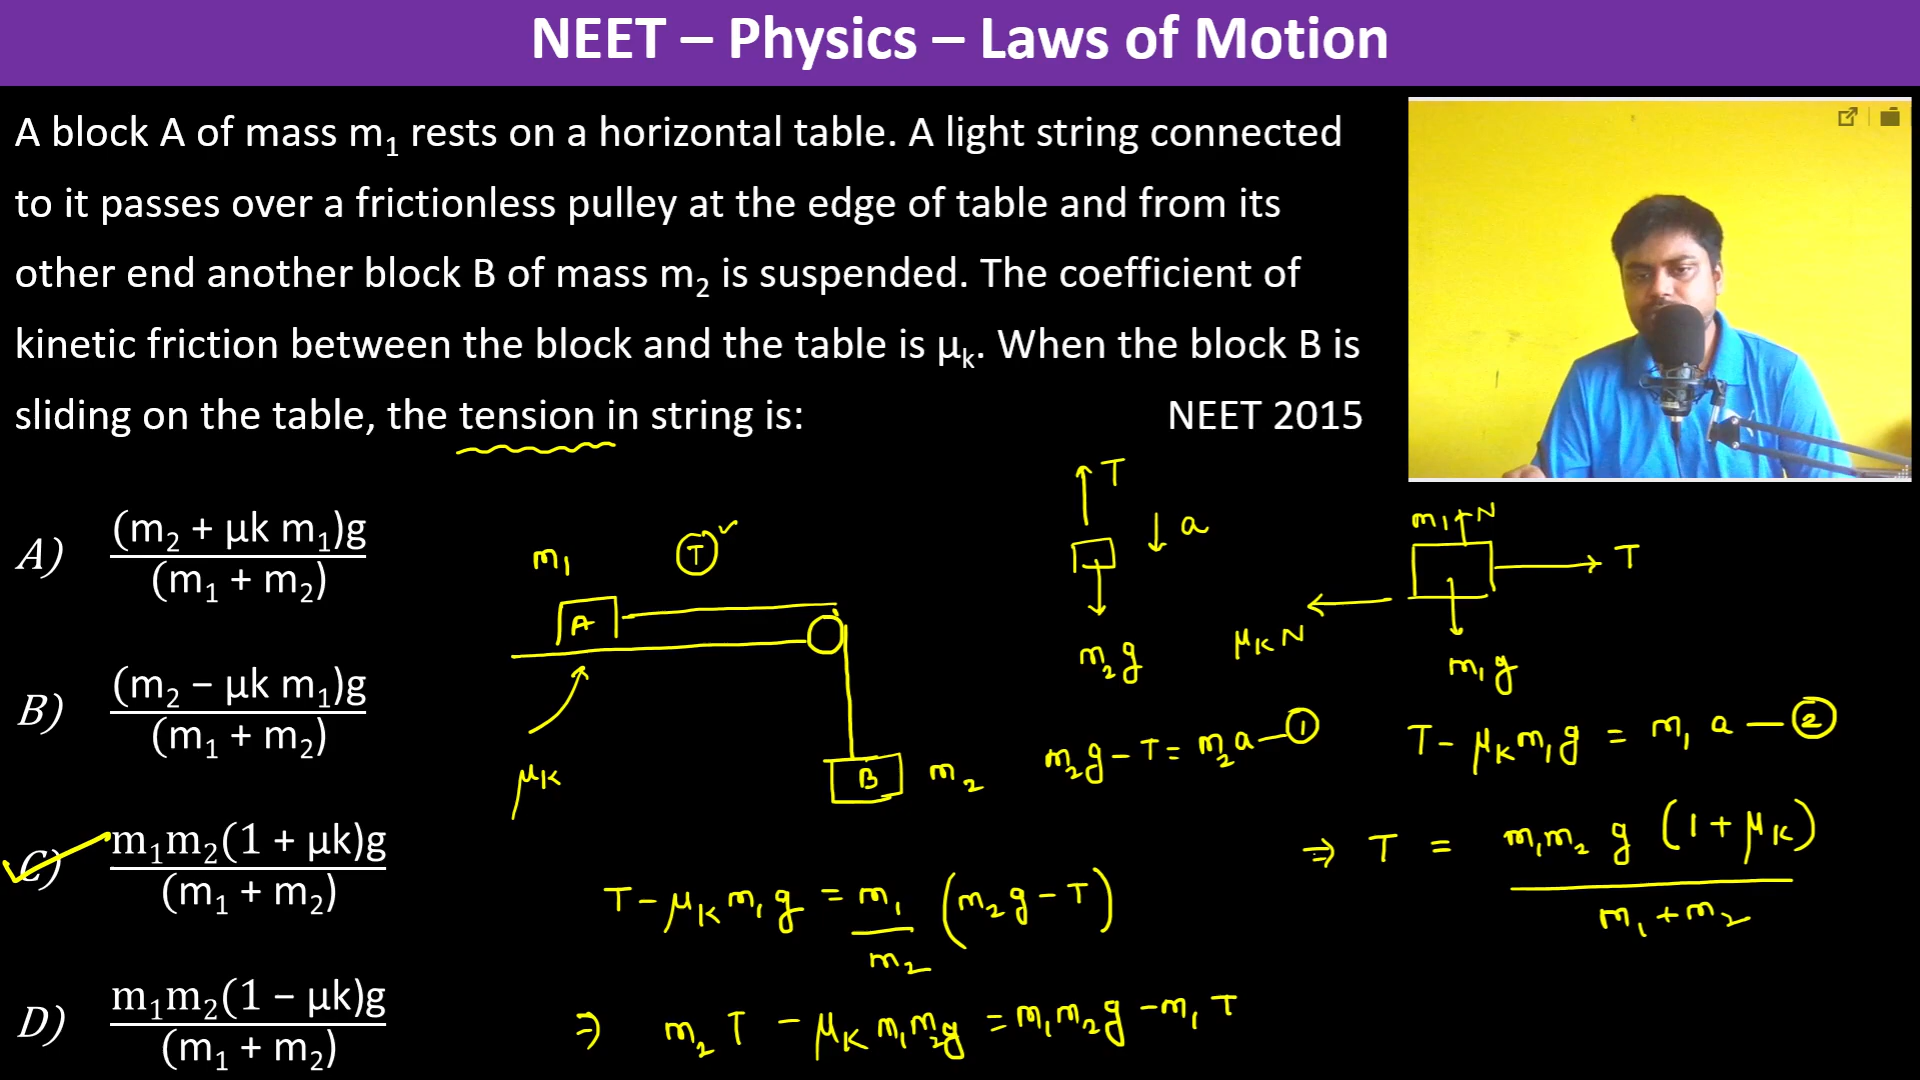 NEET – Physics – Laws of Motion
A block A of mass m₁ rests on a horizontal table. A light string connected
to it passes over a frictionless pulley at the edge of table and from its
other end another block B of mass m₂ is suspended. The coefficient of
kinetic friction between the block and the table is μₖ. When the block B is
sliding on the table, the tension in string is:
NEET 2015
A) (m₂ + μk m₁)g
(m₁ + m₂)
B) (m₂ − μk m₁)g
(m₁ + m₂)
C) m₁m₂(1 + μk)g
(m₁ + m₂)
D) m₁m₂(1 − μk)g
(m₁ + m₂)
m₁
T
A
μK
B
m₂
T
a
m₂g
m₁
N
T
μK N
m₁g
m₂g − T = m₂a — 1
T − μK m₁g = m₁ a — 2
T − μK m₁g = m₁ (m₂g − T)
m₂
⇒ m₂ T − μK m₁m₂g = m₁m₂g − m₁ T
⇒ T = m₁m₂ g (1 + μK)
m₁ + m₂